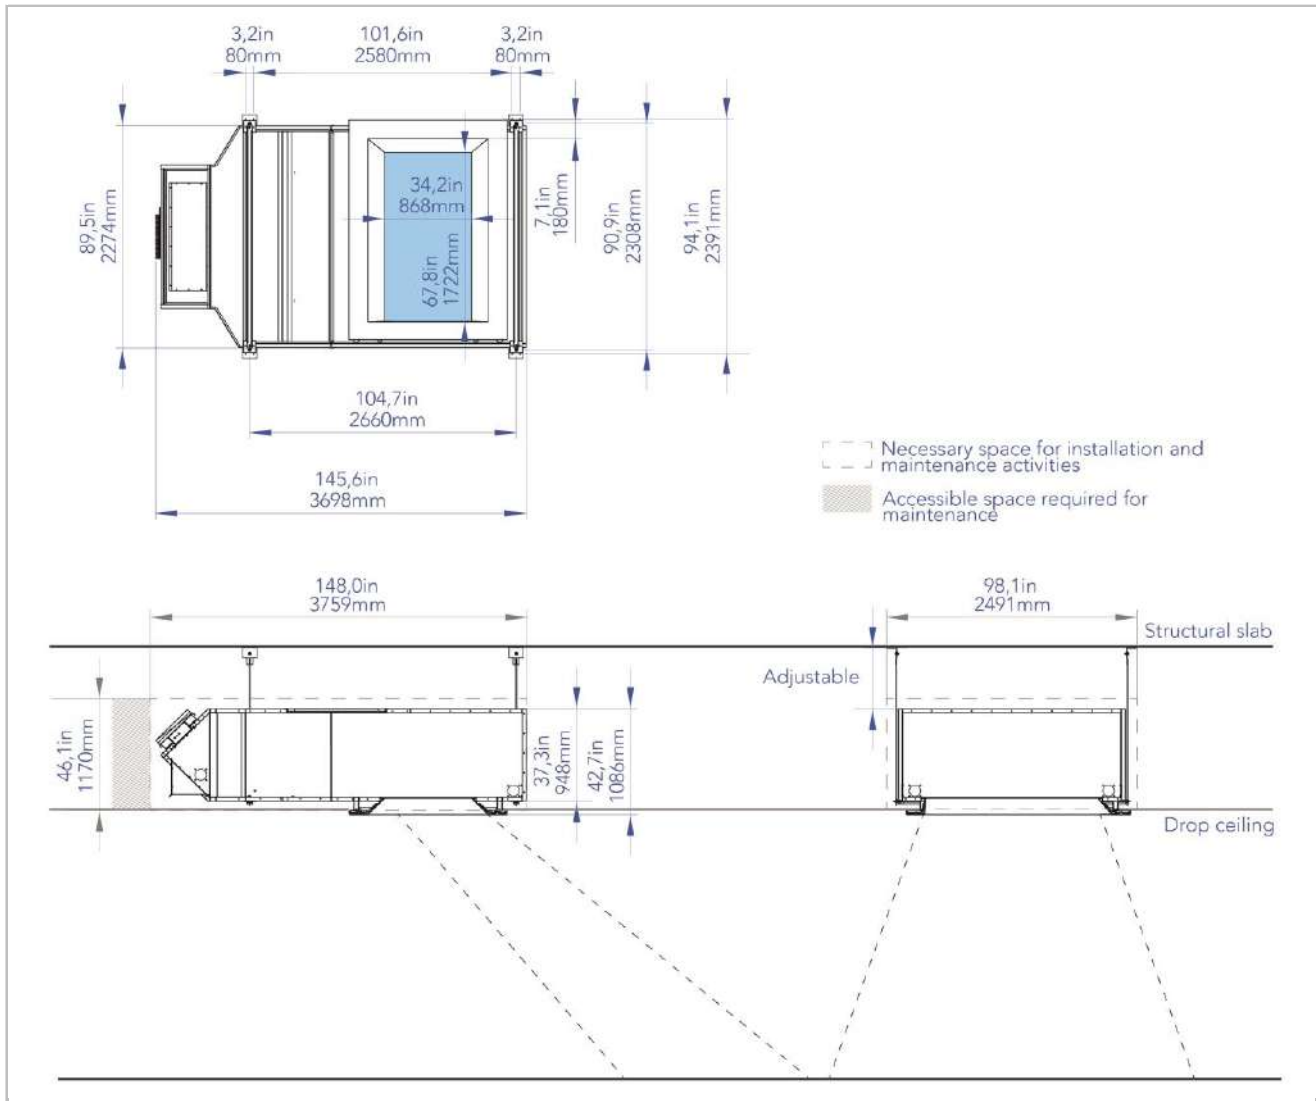 3,2in
80mm
101,6in
2580mm
3,2in
80mm
89,5in
2274mm
34,2in
868mm
67,8in
1722mm
7,1in
180mm
90,9in
2308mm
94,1in
2391mm
104,7in
2660mm
145,6in
3698mm
Necessary space for installation and
maintenance activities
Accessible space required for
maintenance
148,0in
3759mm
98,1in
2491mm
Structural slab
Adjustable
46,1in
1170mm
37,3in
948mm
42,7in
1086mm
Drop ceiling